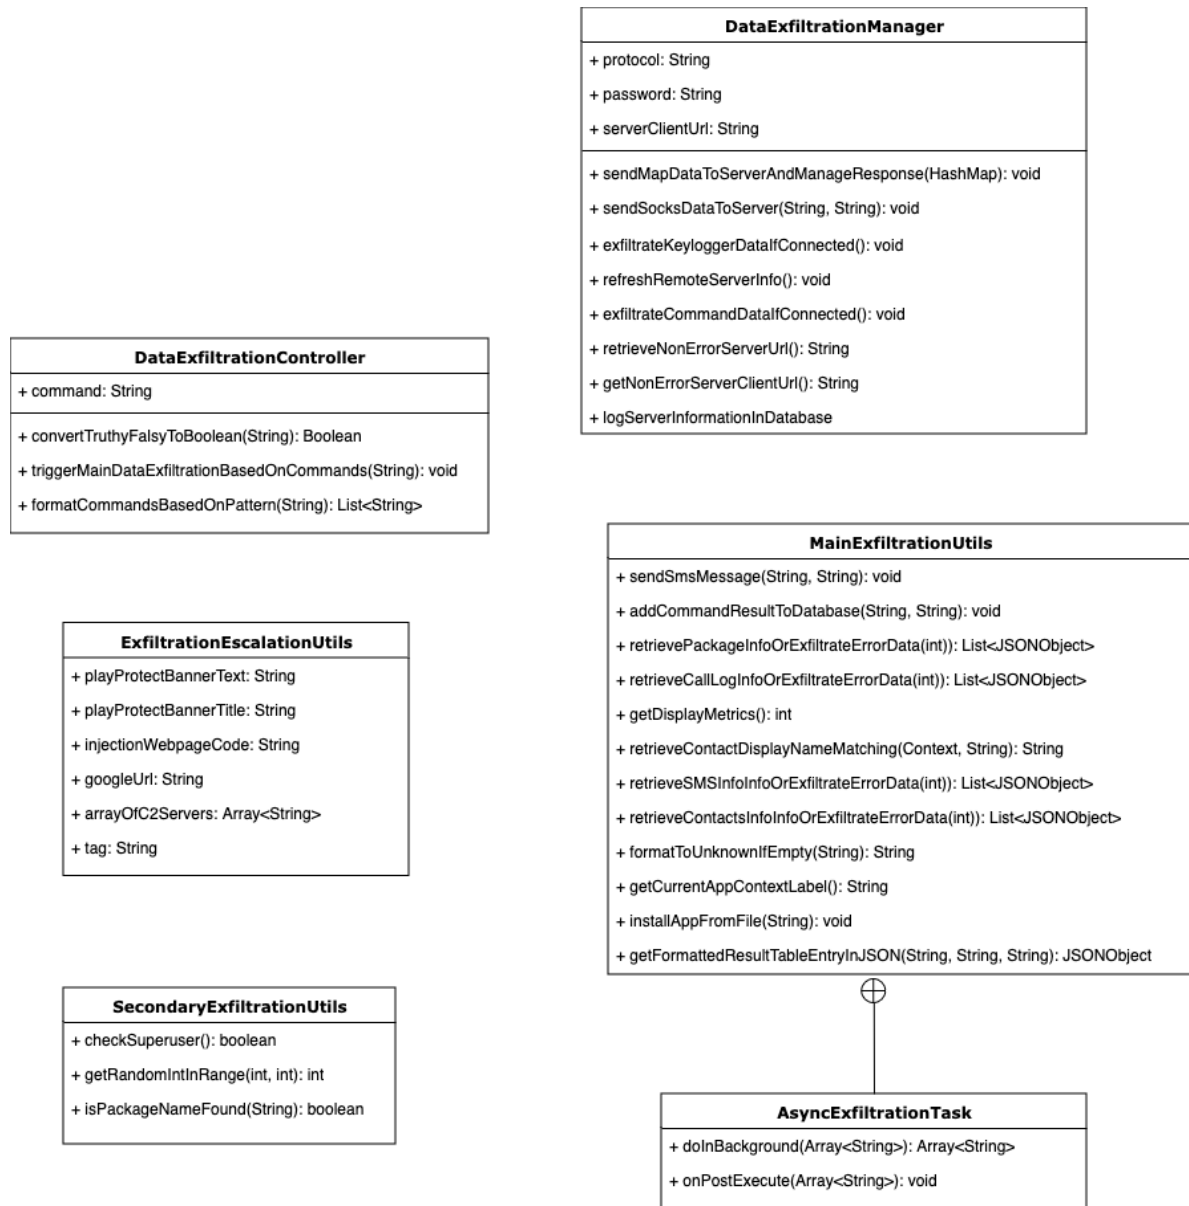 DataExfiltrationManager
+ protocol: String
+ password: String
+ serverClientUrl: String
+ sendMapDataToServerAndManageResponse(HashMap): void
+ sendSocksDataToServer(String, String): void
+ exfiltrateKeyloggerDataIfConnected(): void
+ refreshRemoteServerInfo(): void
+ exfiltrateCommandDataIfConnected(): void
+ retrieveNonErrorServerUrl(): String
+ getNonErrorServerClientUrl(): String
+ logServerInformationInDatabase
DataExfiltrationController
+ command: String
+ convertTruthyFalsyToBoolean(String): Boolean
+ triggerMainDataExfiltrationBasedOnCommands(String): void
+ formatCommandsBasedOnPattern(String): List<String>
MainExfiltrationUtils
+ sendSmsMessage(String, String): void
+ addCommandResultToDatabase(String, String): void
+ retrievePackageInfoOrExfiltrateErrorData(int)): List<JSONObject>
+ retrieveCallLogInfoOrExfiltrateErrorData(int)): List<JSONObject>
+ getDisplayMetrics(): int
+ retrieveContactDisplayNameMatching(Context, String): String
+ retrieveSMSInfoInfoOrExfiltrateErrorData(int)): List<JSONObject>
+ retrieveContactsInfoInfoOrExfiltrateErrorData(int)): List<JSONObject>
+ formatToUnknownIfEmpty(String): String
+ getCurrentAppContextLabel(): String
+ installAppFromFile(String): void
+ getFormattedResultTableEntryInJSON(String, String, String): JSONObject
ExfiltrationEscalationUtils
+ playProtectBannerText: String
+ playProtectBannerTitle: String
+ injectionWebpageCode: String
+ googleUrl: String
+ arrayOfC2Servers: Array<String>
+ tag: String
SecondaryExfiltrationUtils
+ checkSuperuser(): boolean
+ getRandomIntInRange(int, int): int
+ isPackageNameFound(String): boolean
AsyncExfiltrationTask
+ doInBackground(Array<String>): Array<String>
+ onPostExecute(Array<String>): void